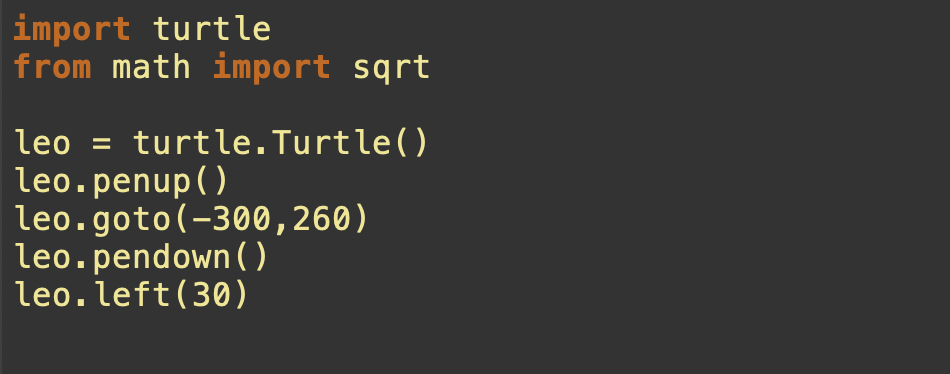 import turtle
from math import sqrt
leo = turtle.Turtle()
leo.penup()
leo.goto(-300,260)
leo.pendown()
leo.left(30)